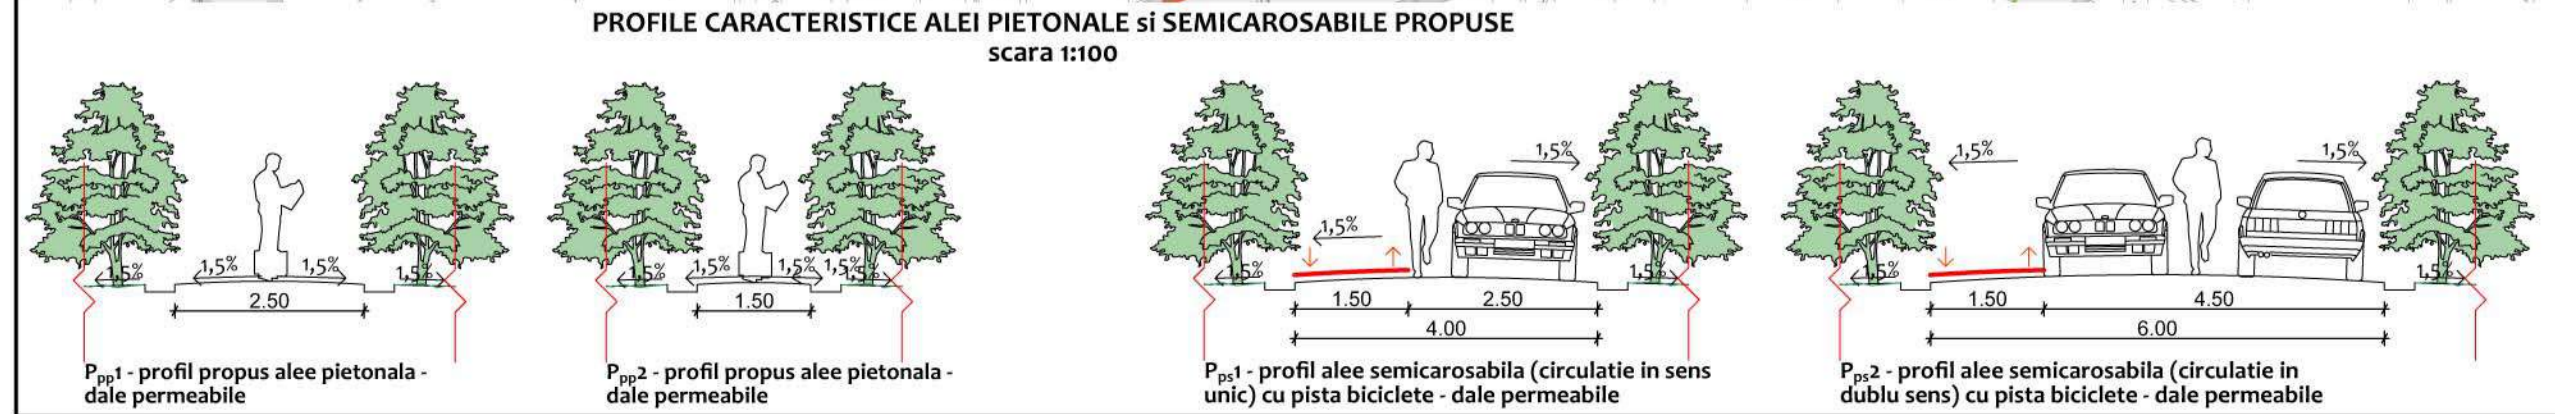 PROFILE CARACTERISTICE ALEI PIETONALE si SEMICAROSABILE PROPUSE
scara 1:100
1,5% 1,5% 1,5% 1,5%
2.50
Ppp1 - profil propus alee pietonala -
dale permeabile
1,5% 1,5% 1,5% 1,5% 1,5%
1.50
Ppp2 - profil propus alee pietonala -
dale permeabile
1,5%
1,5%
1,5% 1,5%
1.50 2.50
4.00
Pps1 - profil alee semicarosabila (circulatie in sens
unic) cu pista biciclete - dale permeabile
1,5% 1,5%
1,5% 1,5%
1.50 4.50
6.00
Pps2 - profil alee semicarosabila (circulatie in
dublu sens) cu pista biciclete - dale permeabile